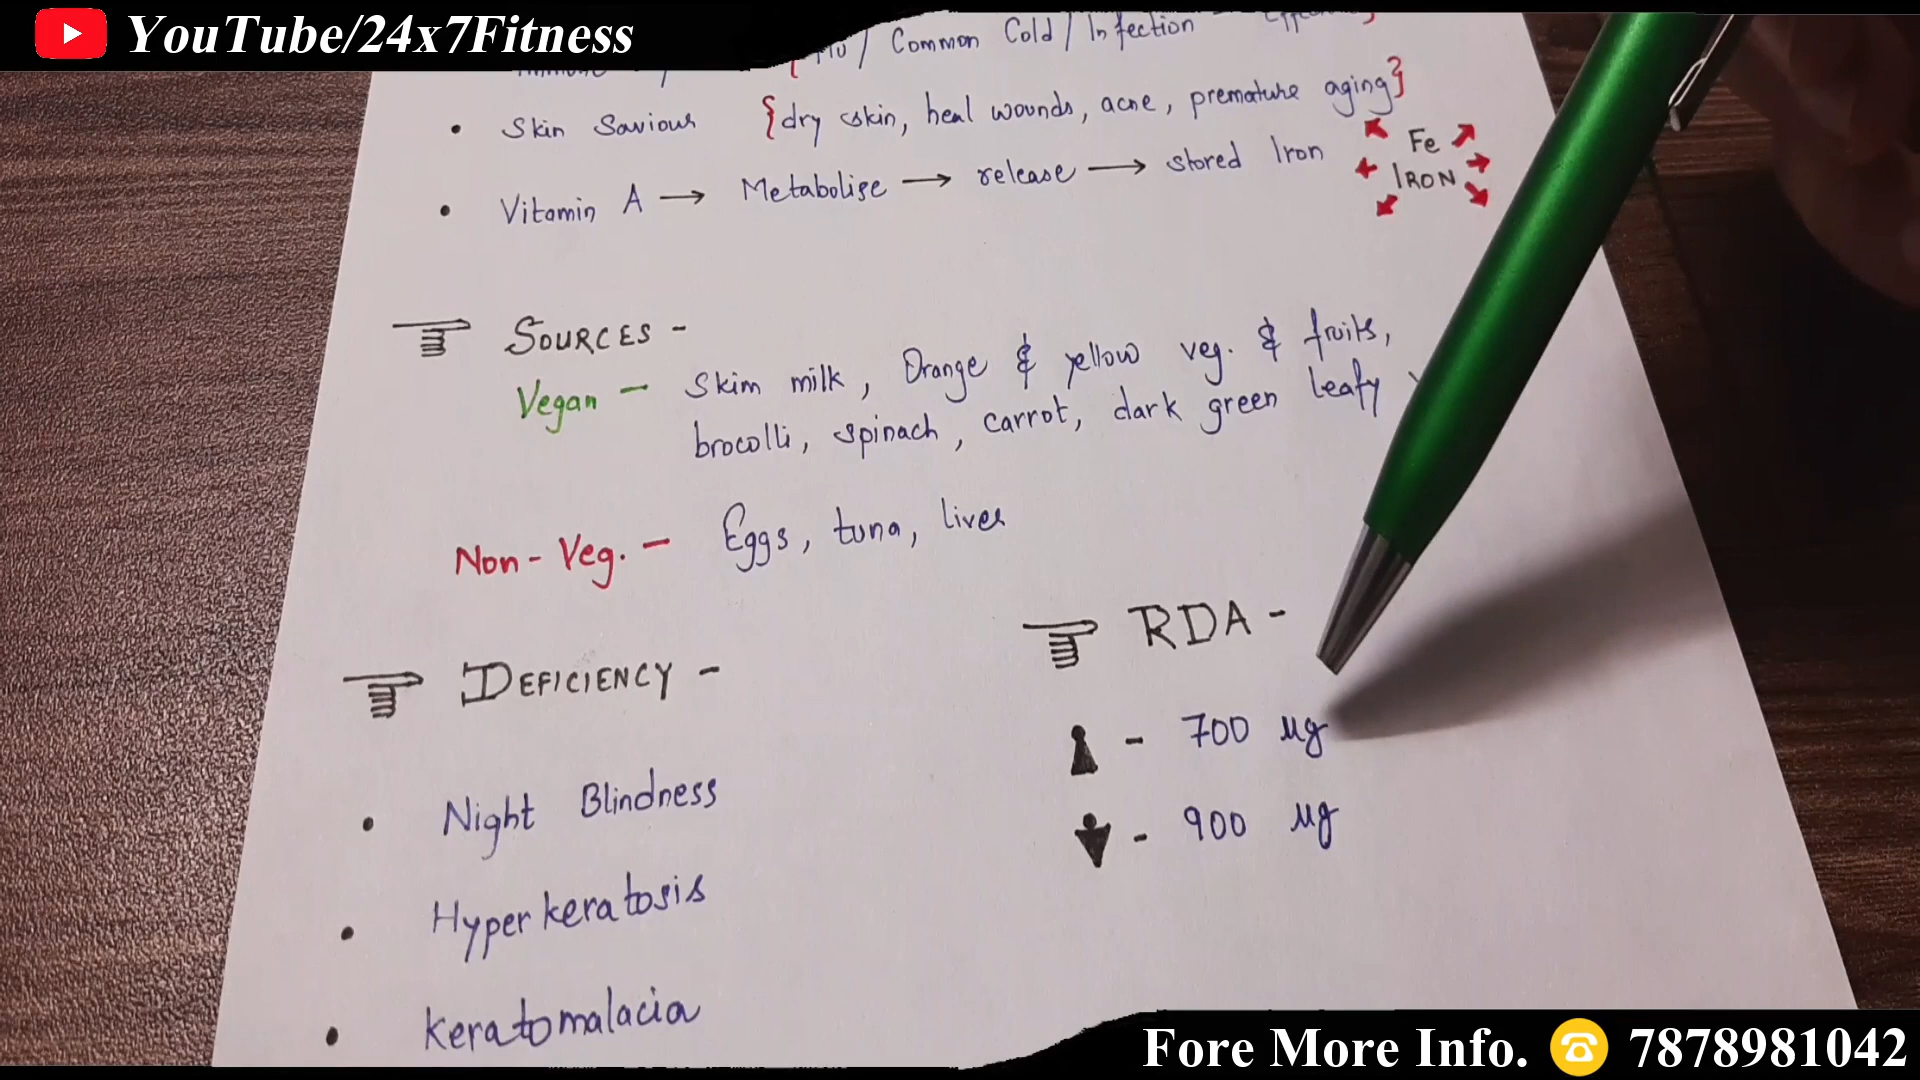 YouTube/24x7Fitness
/ Common Cold / Infection
• Skin Saviour {dry skin, heal wounds, acne, premature aging}
• Vitamin A → Metabolise → release → stored Iron
Fe
IRON
SOURCES -
Vegan - Skim milk, Orange & yellow veg. & fruits,
brocolli, spinach, carrot, dark green leafy
Non-Veg. - Eggs, tuna, liver
RDA -
- 700 µg
- 900 µg
DEFICIENCY -
• Night Blindness
• Hyperkeratosis
• Keratomalacia
Fore More Info. 7878981042